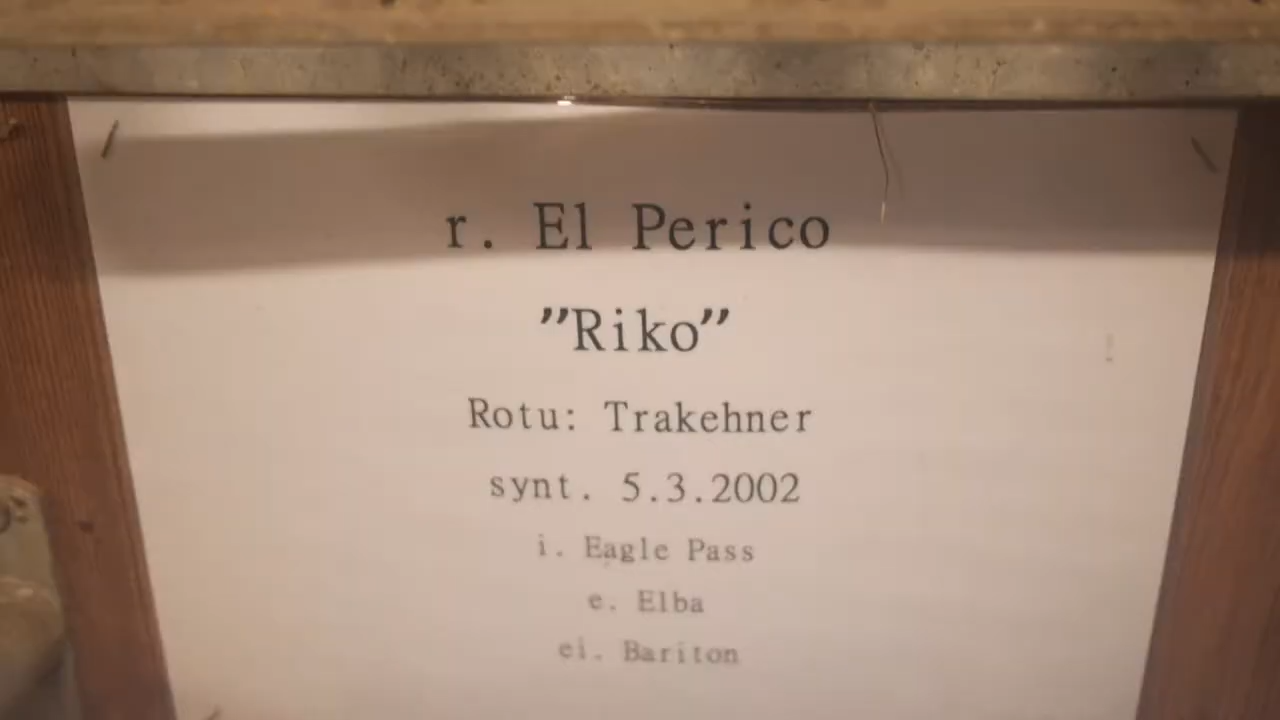 r. El Perico
"Riko"
Rotu: Trakehner
synt. 5.3.2002
i. Eagle Pass
e. Elba
ei. Bariton